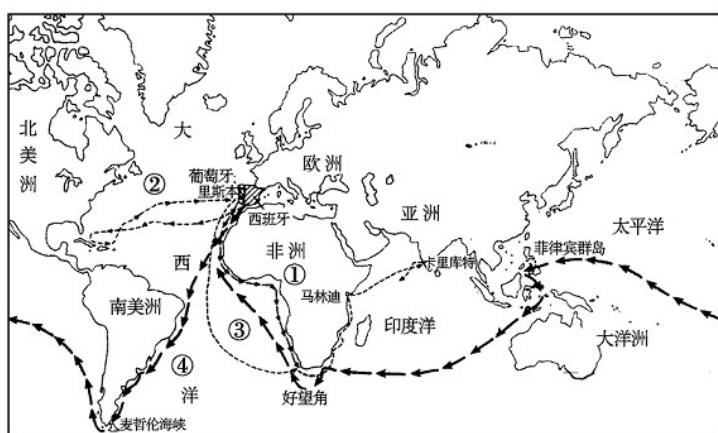 北美洲
大
②
葡萄牙
里斯本
欧洲
西班牙
亚洲
太平洋
菲律宾群岛
西
非洲
①
卡里库特
马林迪
南美洲
③
印度洋
大洋洲
④
洋
好望角
麦哲伦海峡